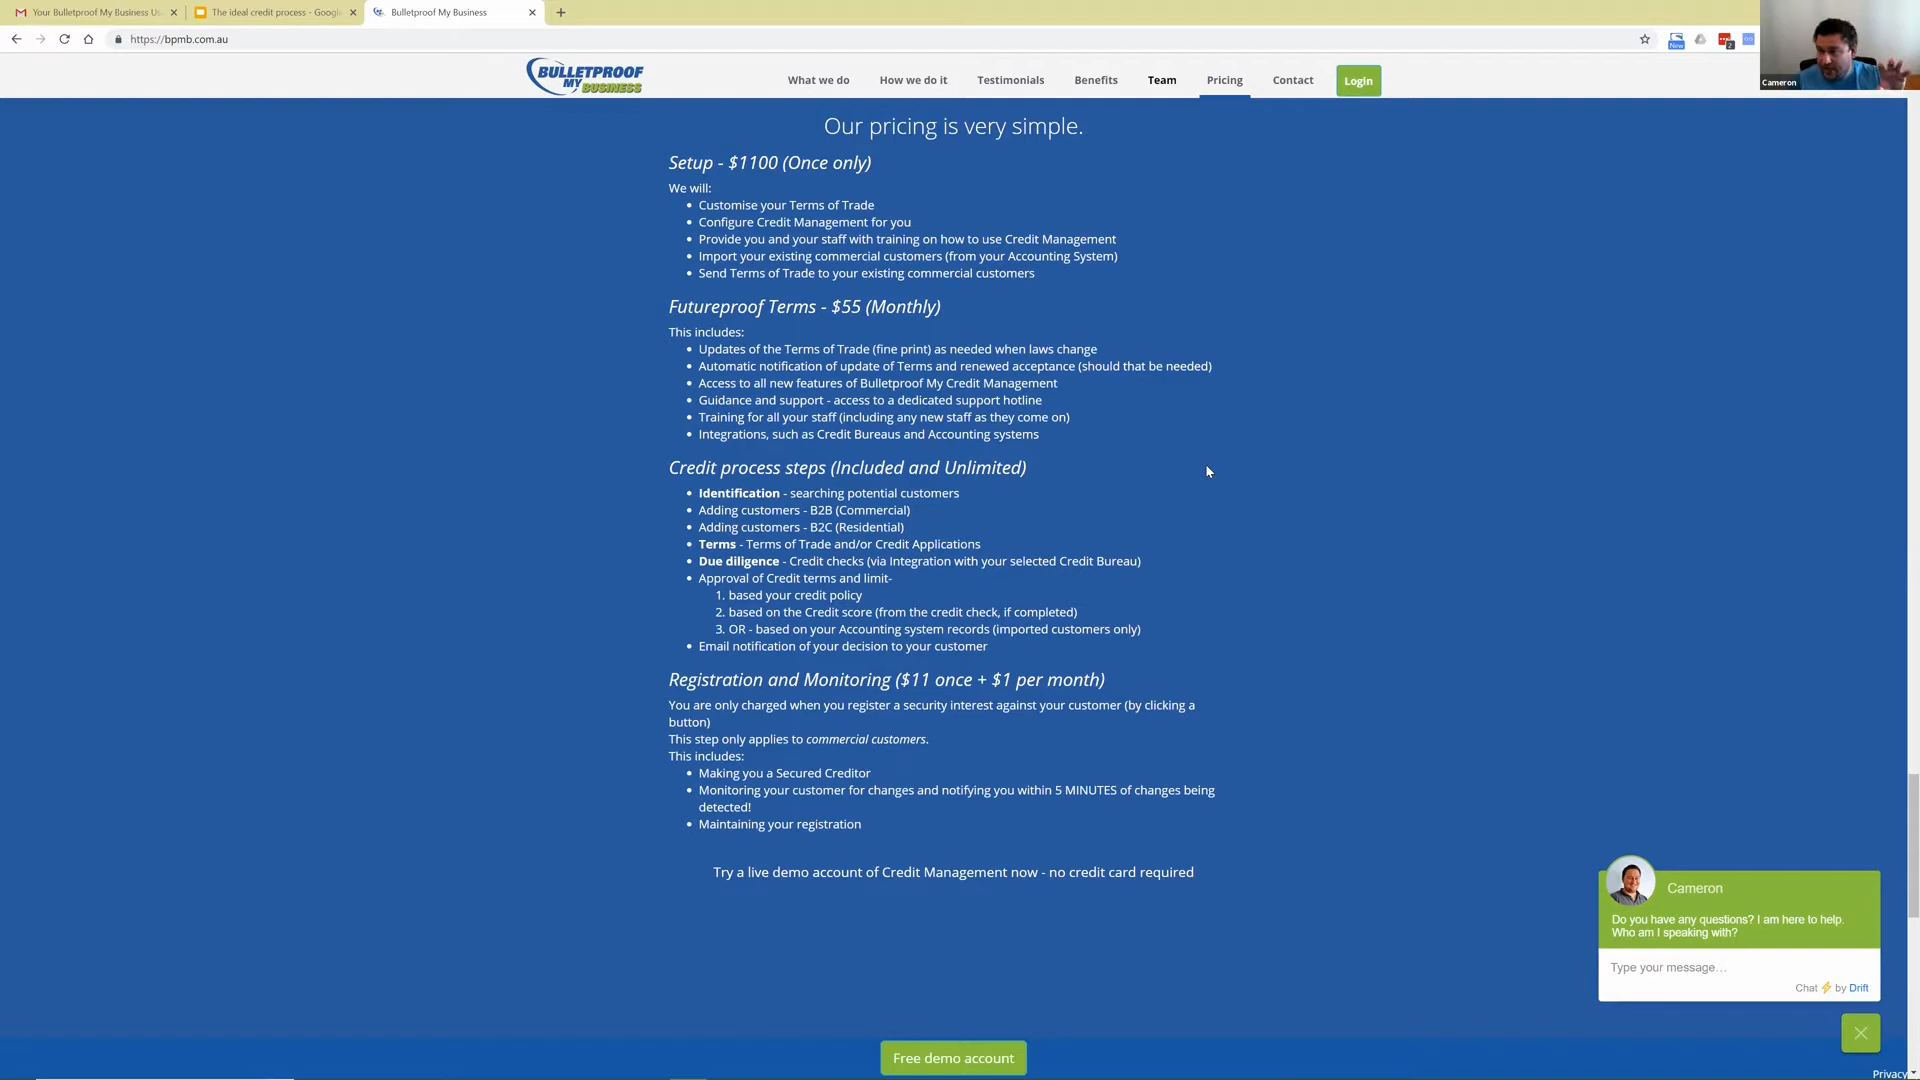 Your Bulletproof My Business Us
The ideal credit process - Google
Bulletproof My Business
https://bpmb.com.au
New
2
Cameron
BULLETPROOF
MY BUSINESS
What we do
How we do it
Testimonials
Benefits
Team
Pricing
Contact
Login
Our pricing is very simple.
Setup - $1100 (Once only)
We will:
Customise your Terms of Trade
Configure Credit Management for you
Provide you and your staff with training on how to use Credit Management
Import your existing commercial customers (from your Accounting System)
Send Terms of Trade to your existing commercial customers
Futureproof Terms - $55 (Monthly)
This includes:
Updates of the Terms of Trade (fine print) as needed when laws change
Automatic notification of update of Terms and renewed acceptance (should that be needed)
Access to all new features of Bulletproof My Credit Management
Guidance and support - access to a dedicated support hotline
Training for all your staff (including any new staff as they come on)
Integrations, such as Credit Bureaus and Accounting systems
Credit process steps (Included and Unlimited)
Identification - searching potential customers
Adding customers - B2B (Commercial)
Adding customers - B2C (Residential)
Terms - Terms of Trade and/or Credit Applications
Due diligence - Credit checks (via Integration with your selected Credit Bureau)
Approval of Credit terms and limit-
1. based your credit policy
2. based on the Credit score (from the credit check, if completed)
3. OR - based on your Accounting system records (imported customers only)
Email notification of your decision to your customer
Registration and Monitoring ($11 once + $1 per month)
You are only charged when you register a security interest against your customer (by clicking a
button)
This step only applies to commercial customers.
This includes:
Making you a Secured Creditor
Monitoring your customer for changes and notifying you within 5 MINUTES of changes being
detected!
Maintaining your registration
Try a live demo account of Credit Management now - no credit card required
Cameron
Do you have any questions? I am here to help.
Who am I speaking with?
Type your message…
Chat ⚡ by Drift
Free demo account
Privacy